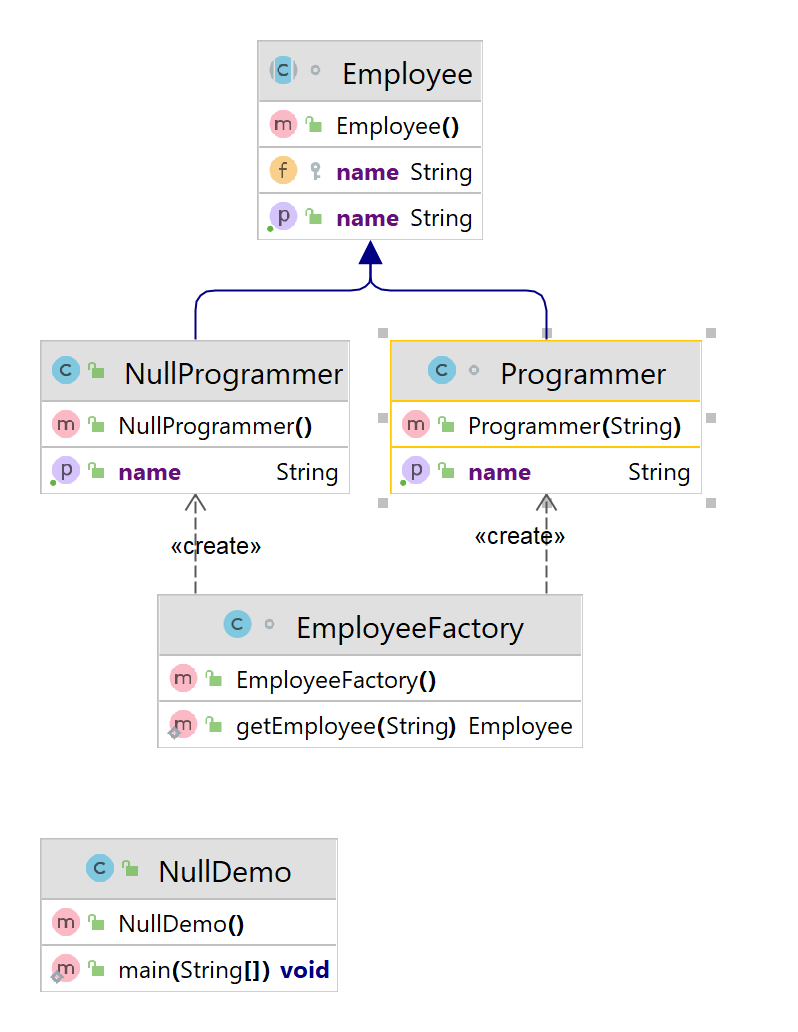 C Employee
m Employee()
f name String
p name String
C NullProgrammer
m NullProgrammer()
p name String
C Programmer
m Programmer(String)
p name String
«create»
«create»
C EmployeeFactory
m EmployeeFactory()
m getEmployee(String) Employee
C NullDemo
m NullDemo()
m main(String[]) void